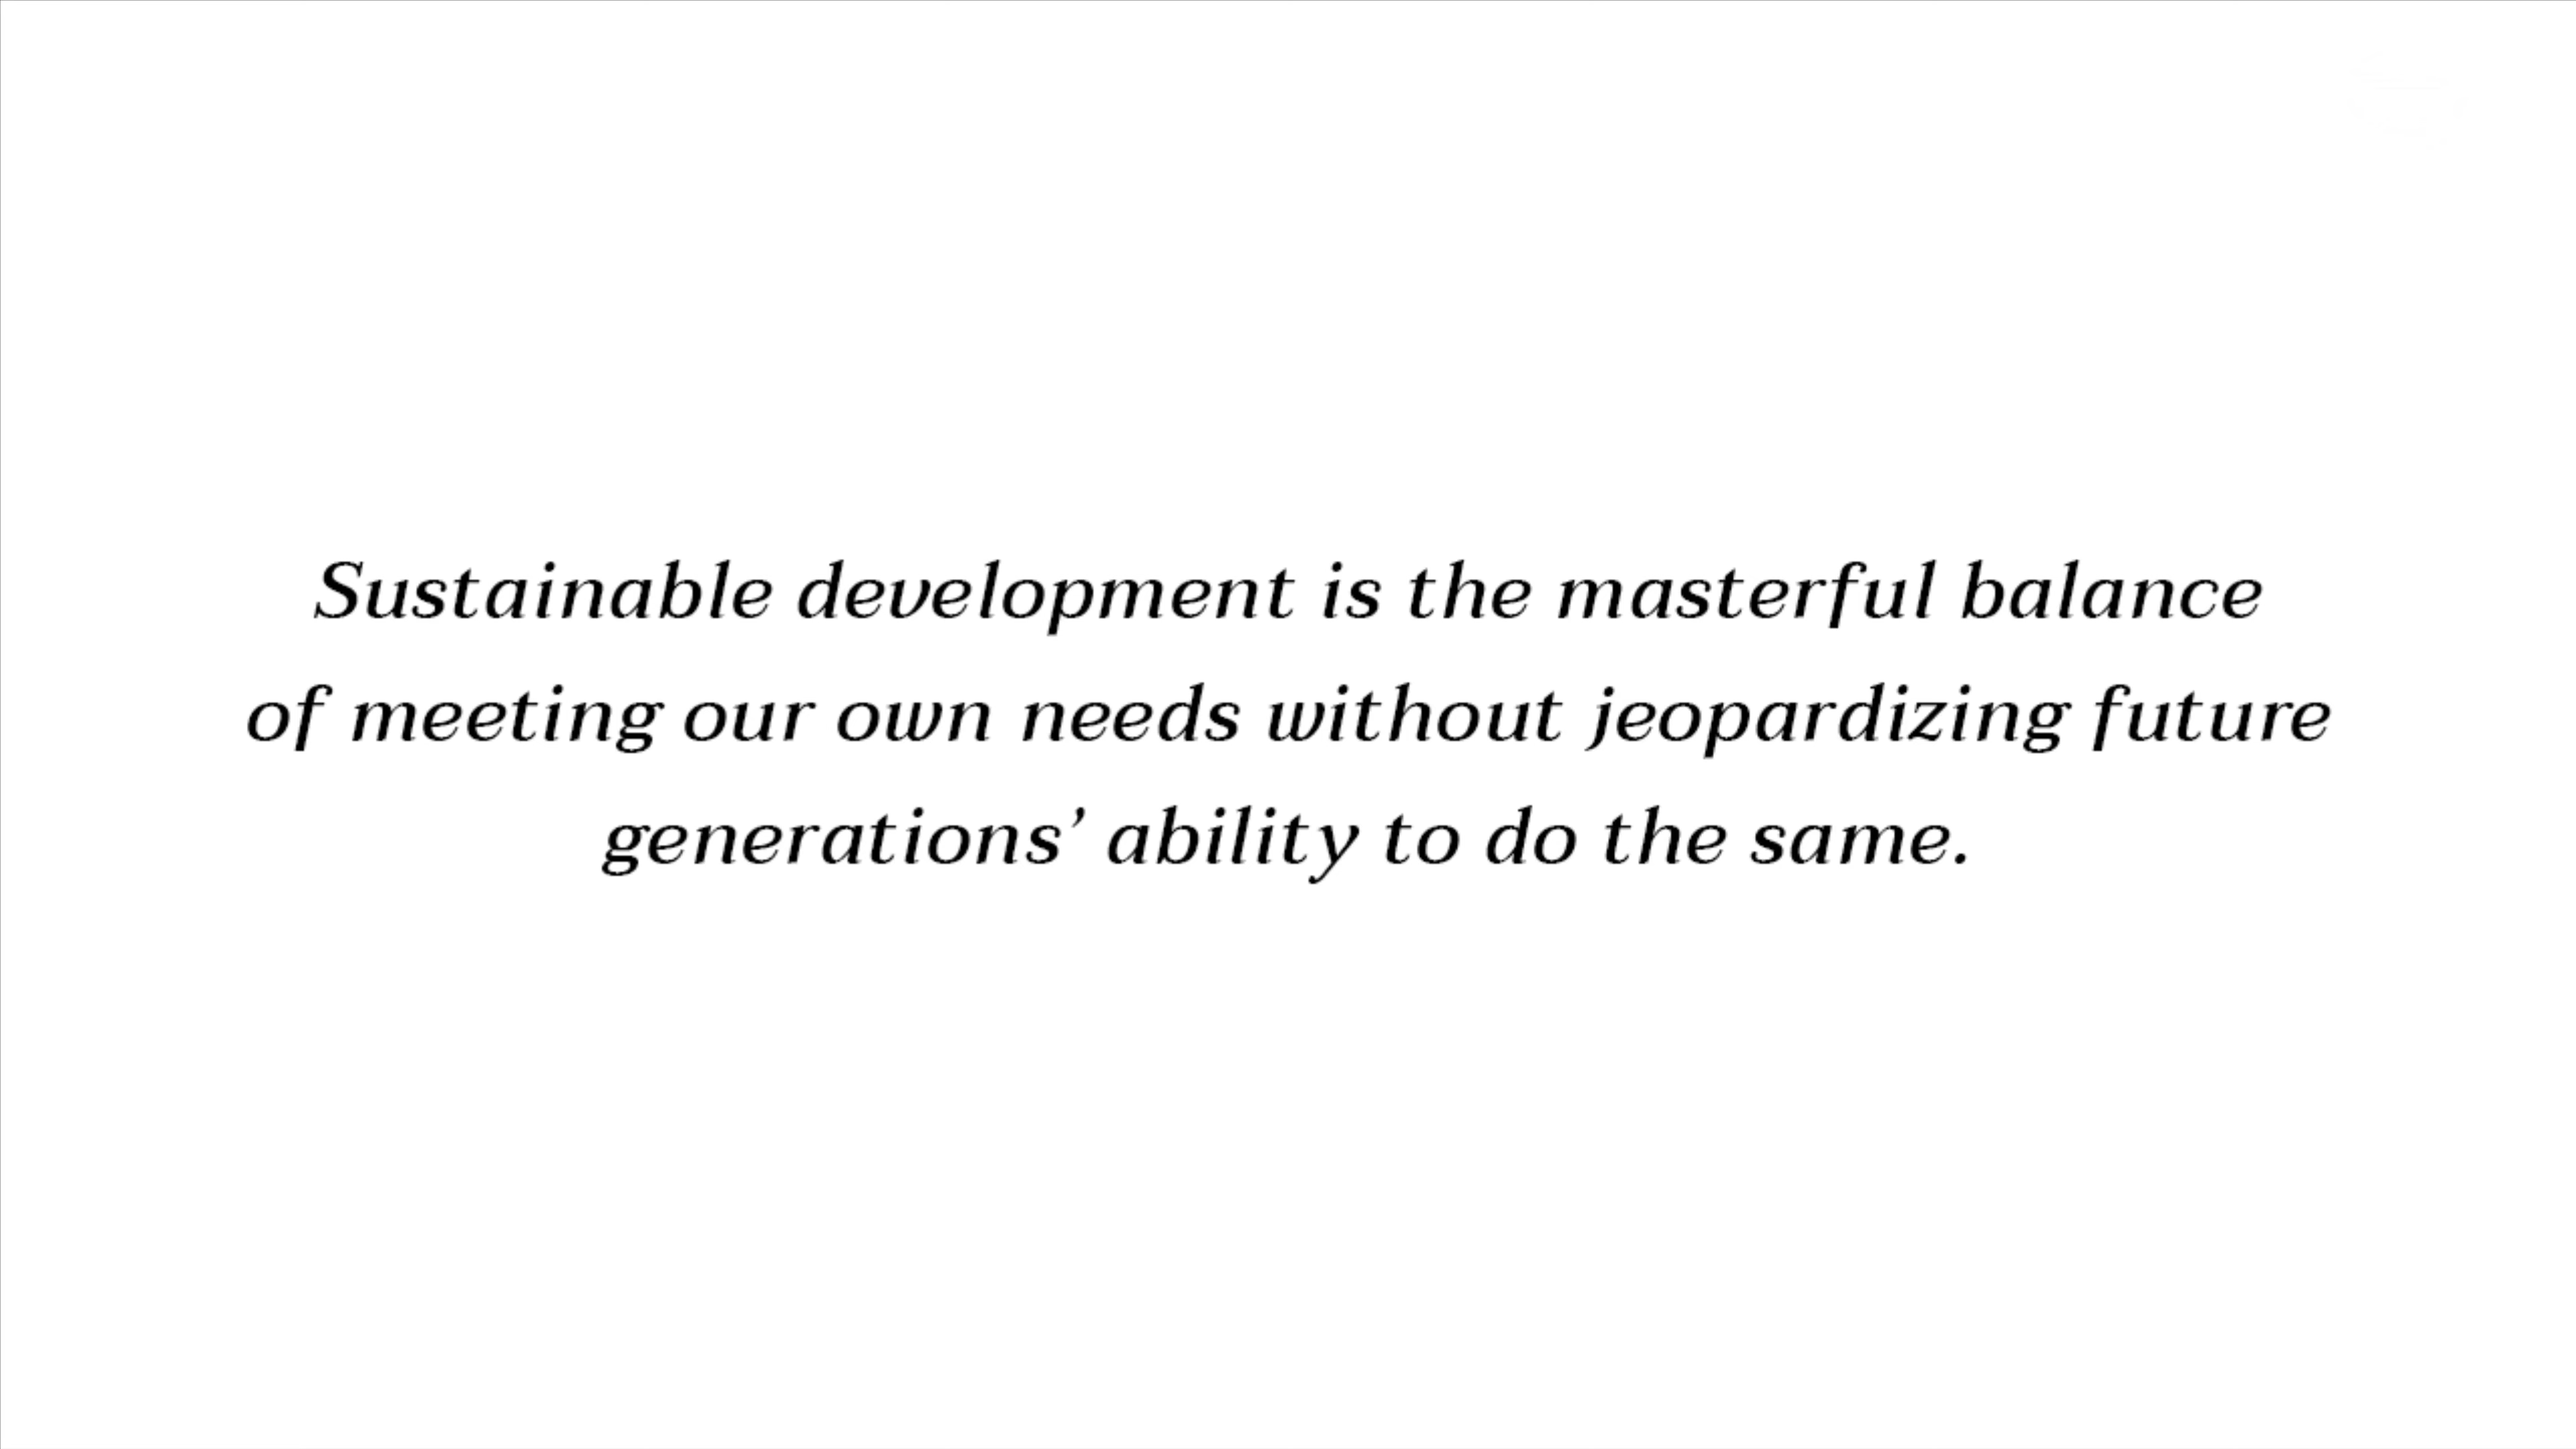 Sustainable development is the masterful balance
of meeting our own needs without jeopardizing future
generations’ ability to do the same.